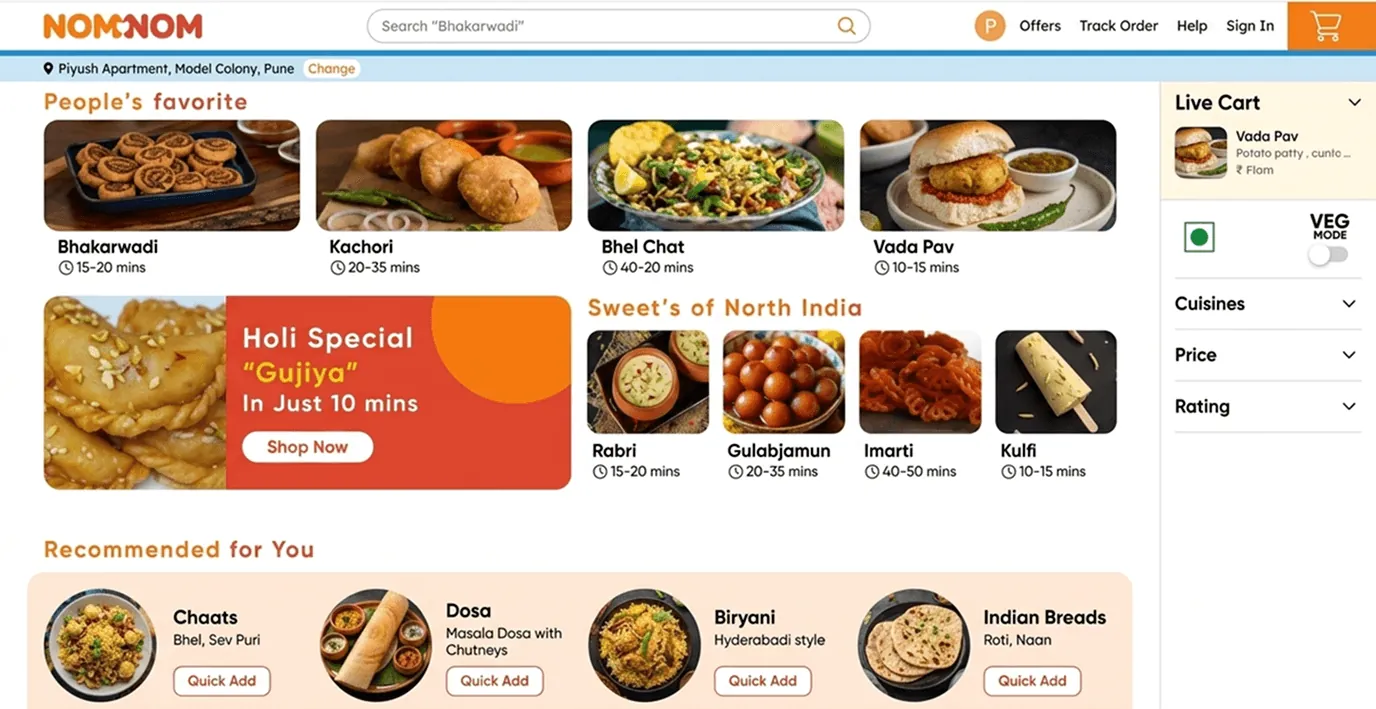 NOMNOM
Search "Bhakarwadi"
P
Offers
Track Order
Help
Sign In
Piyush Apartment, Model Colony, Pune
Change
People's favorite
Bhakarwadi
15-20 mins
Kachori
20-35 mins
Bhel Chat
40-20 mins
Vada Pav
10-15 mins
Holi Special
"Gujiya"
In Just 10 mins
Shop Now
Sweet's of North India
Rabri
15-20 mins
Gulabjamun
20-35 mins
Imarti
40-50 mins
Kulfi
10-15 mins
Recommended for You
Chaats
Bhel, Sev Puri
Quick Add
Dosa
Masala Dosa with
Chutneys
Quick Add
Biryani
Hyderabadi style
Quick Add
Indian Breads
Roti, Naan
Quick Add
Live Cart
Vada Pav
Potato patty , cunto ...
₹ Flom
VEG
MODE
Cuisines
Price
Rating